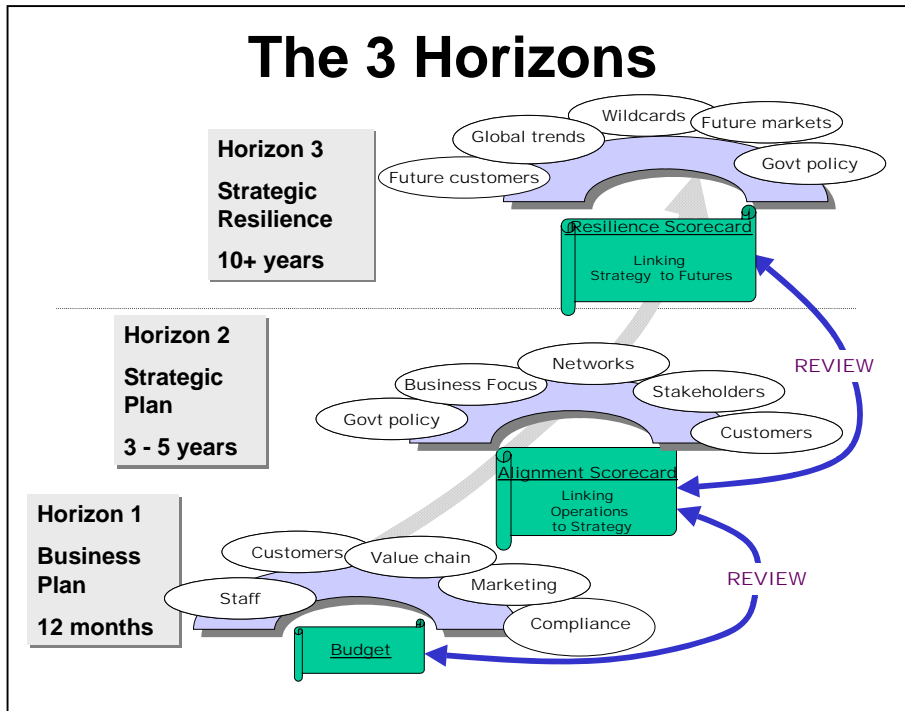 The 3 Horizons
Horizon 3
Strategic
Resilience
10+ years
Future customers
Global trends
Wildcards
Future markets
Govt policy
Resilience Scorecard
Linking
Strategy to Futures
Horizon 2
Strategic
Plan
3 - 5 years
Govt policy
Business Focus
Networks
Stakeholders
Customers
REVIEW
Alignment Scorecard
Linking
Operations
to Strategy
Horizon 1
Business
Plan
12 months
Staff
Customers
Value chain
Marketing
Compliance
REVIEW
Budget